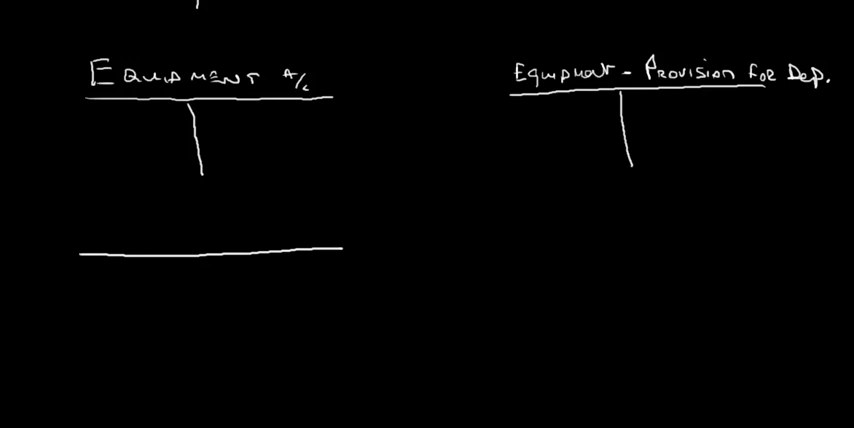 EQUIPMENT A/c
EQUIPMENT - PROVISION FOR DEP.